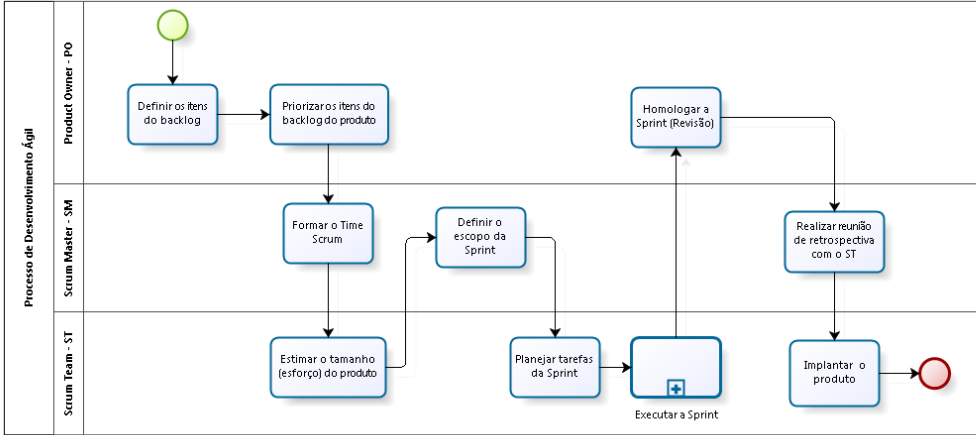 Processo de Desenvolvimento Ágil
Product Owner - PO
Definir os itens
do backlog
Priorizar os itens do
backlog do produto
Homologar a
Sprint (Revisão)
Scrum Master - SM
Formar o Time
Scrum
Definir o
escopo da
Sprint
Realizar reunião
de retrospectiva
com o ST
Scrum Team - ST
Estimar o tamanho
(esforço) do produto
Planejar tarefas
da Sprint
Executar a Sprint
Implantar o
produto